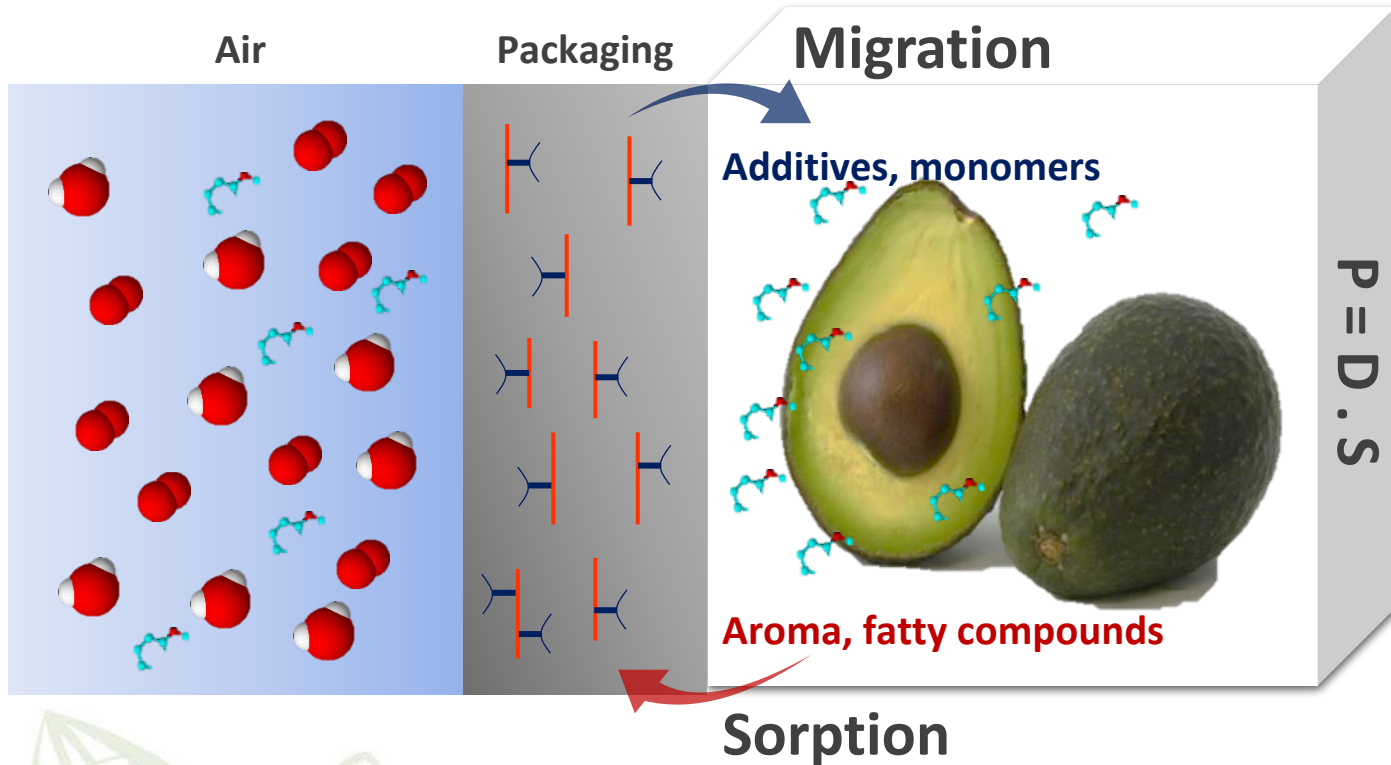 Air
Packaging
Migration
Additives, monomers
P = D . S
Aroma, fatty compounds
Sorption